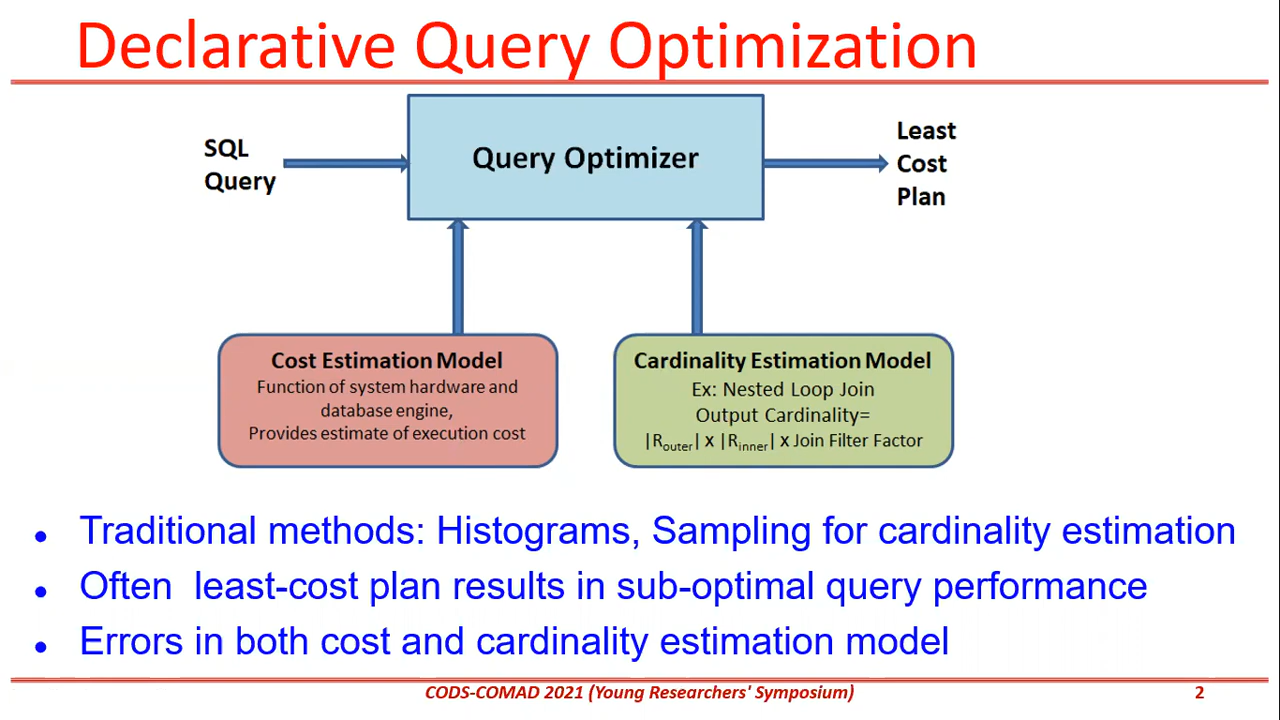 Declarative Query Optimization
SQL
Query
Query Optimizer
Least
Cost
Plan
Cost Estimation Model
Function of system hardware and
database engine,
Provides estimate of execution cost
Cardinality Estimation Model
Ex: Nested Loop Join
Output Cardinality=
|Router| x |Rinner| x Join Filter Factor
• Traditional methods: Histograms, Sampling for cardinality estimation
• Often least-cost plan results in sub-optimal query performance
• Errors in both cost and cardinality estimation model
CODS-COMAD 2021 (Young Researchers' Symposium)
2